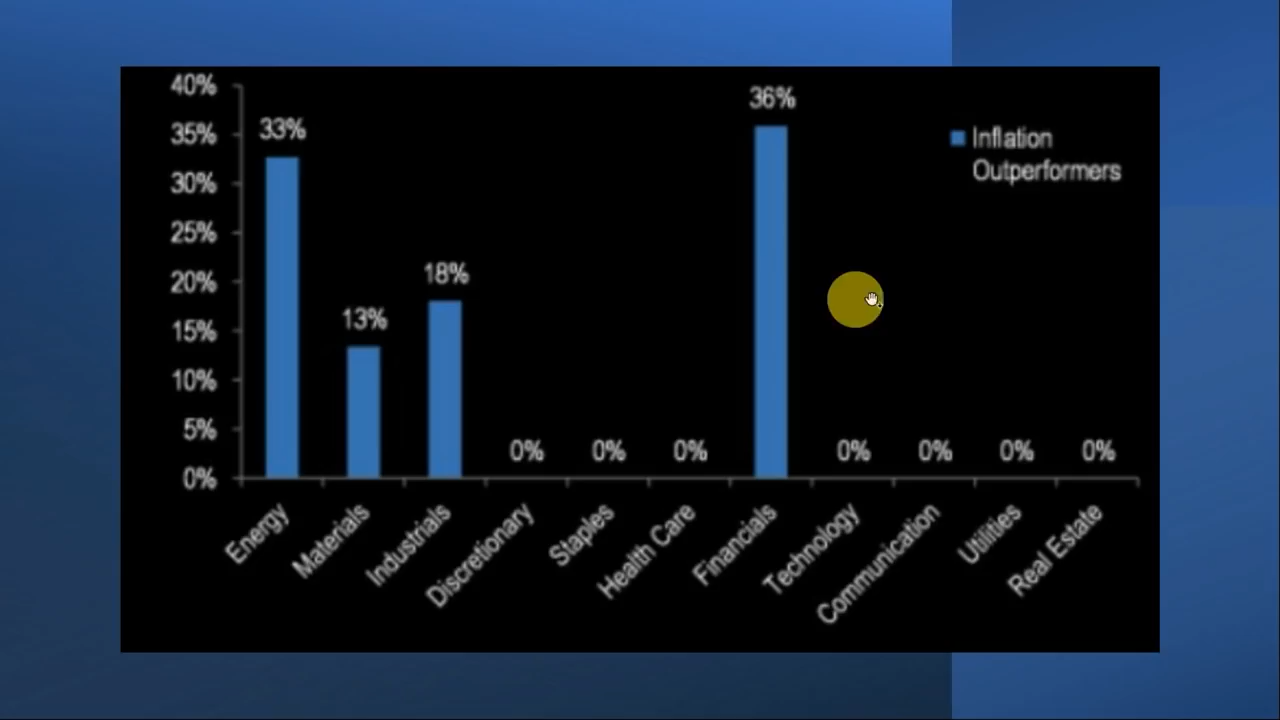 40%
35%
30%
25%
20%
15%
10%
5%
0%
33%
13%
18%
0%
0%
0%
36%
0%
0%
0%
0%
Inflation
Outperformers
Energy
Materials
Industrials
Discretionary
Staples
Health Care
Financials
Technology
Communication
Utilities
Real Estate